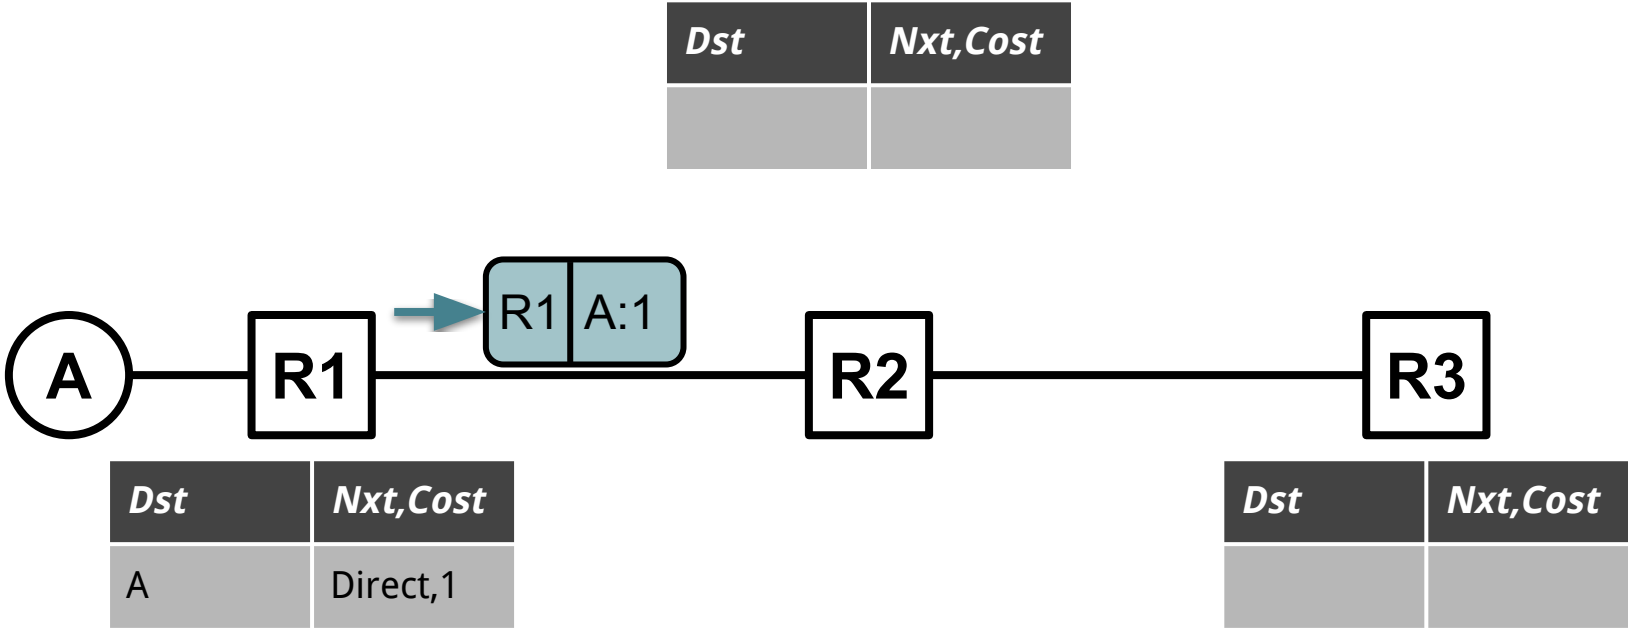 Dst Nxt,Cost
R1 A:1
A R1 R2 R3
Dst Nxt,Cost
A Direct,1
Dst Nxt,Cost